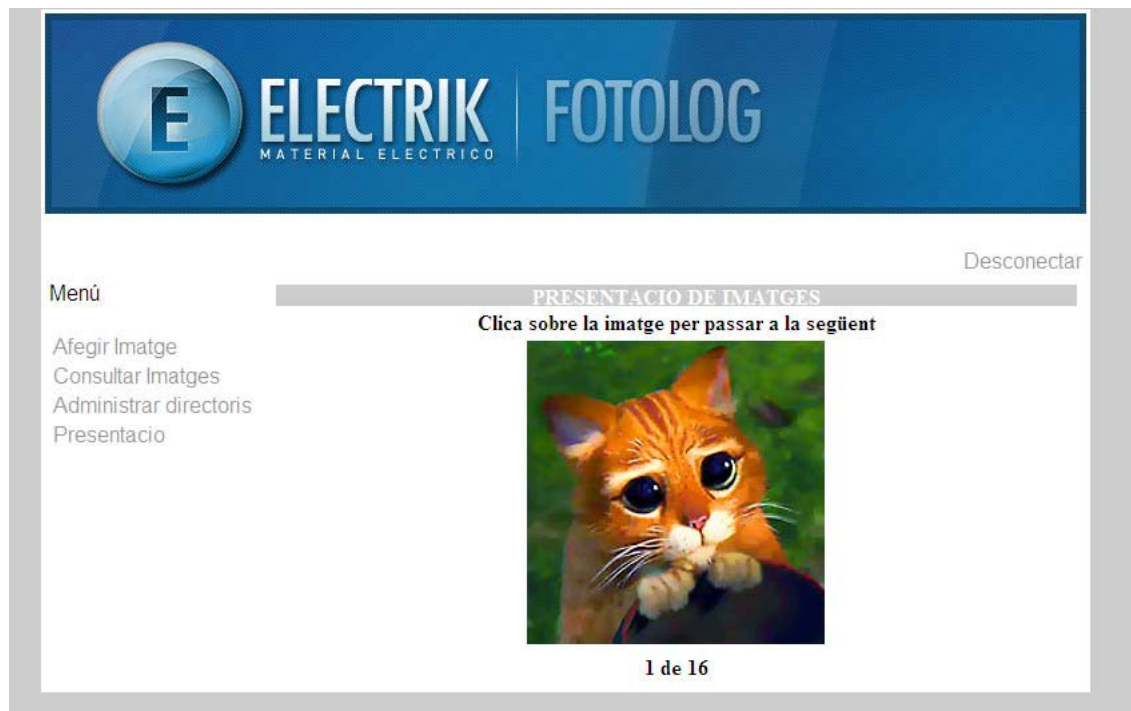 E
ELECTRIK
MATERIAL ELECTRICO
FOTOLOG
Desconectar
Menú
PRESENTACIO DE IMATGES
Clica sobre la imatge per passar a la següent
Afegir Imatge
Consultar Imatges
Administrar directoris
Presentacio
1 de 16